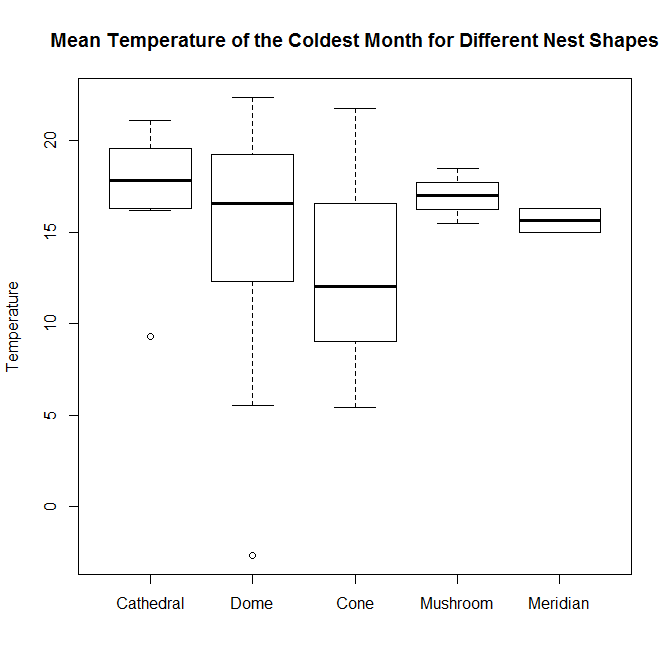 Mean Temperature of the Coldest Month for Different Nest Shapes
Temperature
20
15
10
5
0
Cathedral Dome Cone Mushroom Meridian